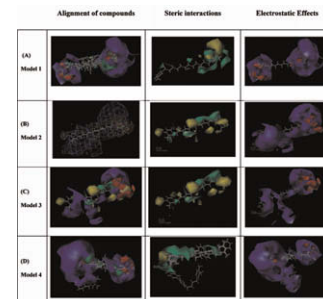 Alignment of compounds Steric interactions Electrostatic Effects
(A)
Model 1
(B)
Model 2
(C)
Model 3
(D)
Model 4